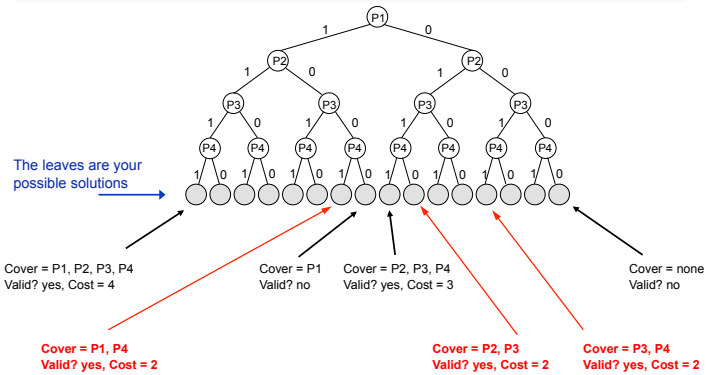 P1
1 0
P2 P2
1 0 1 0
P3 P3 P3 P3
1 0 1 0 1 0 1 0
P4 P4 P4 P4 P4 P4 P4 P4
The leaves are your
possible solutions
1 0 1 0 1 0 1 0 1 0 1 0 1 0 1 0
Cover = P1, P2, P3, P4
Valid? yes, Cost = 4
Cover = P1
Valid? no
Cover = P2, P3, P4
Valid? yes, Cost = 3
Cover = none
Valid? no
Cover = P1, P4
Valid? yes, Cost = 2
Cover = P2, P3
Valid? yes, Cost = 2
Cover = P3, P4
Valid? yes, Cost = 2